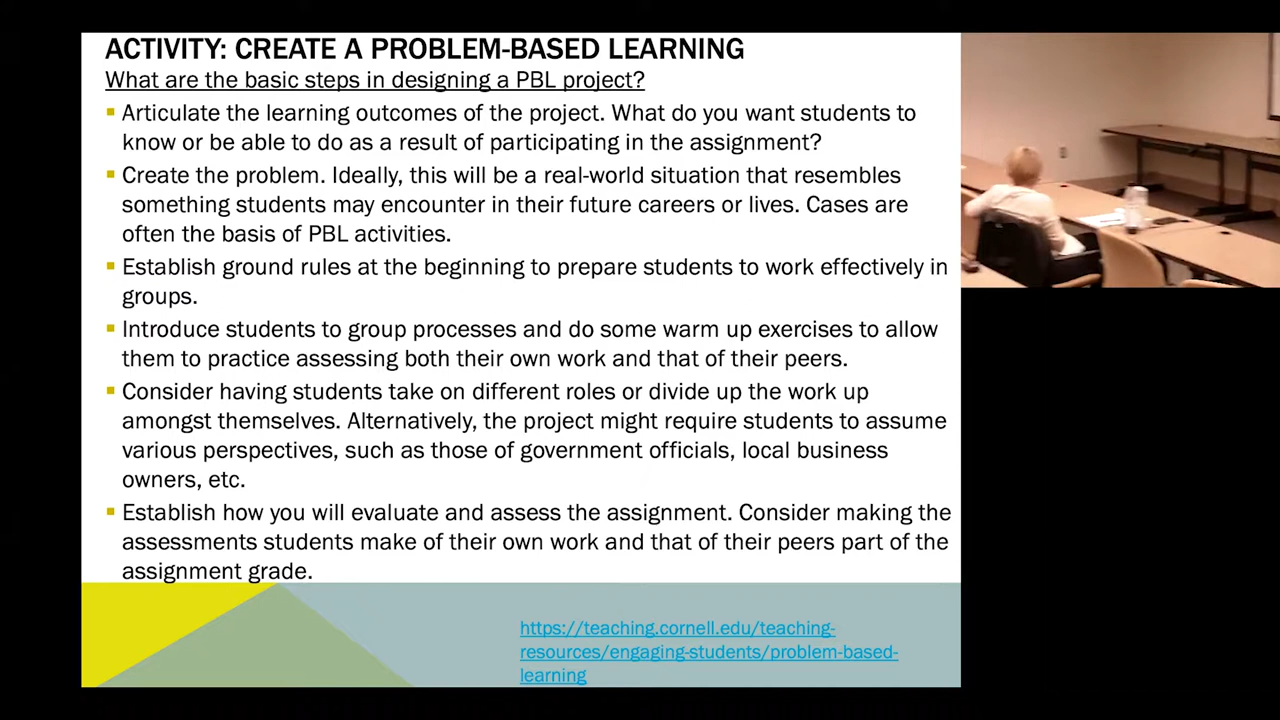 ACTIVITY: CREATE A PROBLEM-BASED LEARNING
What are the basic steps in designing a PBL project?
Articulate the learning outcomes of the project. What do you want students to
know or be able to do as a result of participating in the assignment?
Create the problem. Ideally, this will be a real-world situation that resembles
something students may encounter in their future careers or lives. Cases are
often the basis of PBL activities.
Establish ground rules at the beginning to prepare students to work effectively in
groups.
Introduce students to group processes and do some warm up exercises to allow
them to practice assessing both their own work and that of their peers.
Consider having students take on different roles or divide up the work up
amongst themselves. Alternatively, the project might require students to assume
various perspectives, such as those of government officials, local business
owners, etc.
Establish how you will evaluate and assess the assignment. Consider making the
assessments students make of their own work and that of their peers part of the
assignment grade.
https://teaching.cornell.edu/teaching-
resources/engaging-students/problem-based-
learning